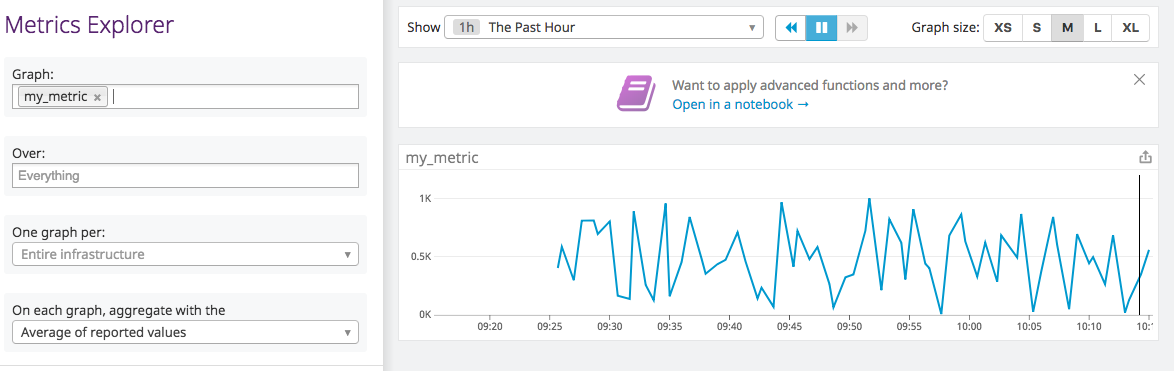 Metrics Explorer
Graph:
my_metric ×
Over:
Everything
One graph per:
Entire infrastructure
On each graph, aggregate with the
Average of reported values
Show 1h The Past Hour
Graph size: XS S M L XL
Want to apply advanced functions and more?
Open in a notebook →
my_metric
1K
0.5K
0K
09:20 09:25 09:30 09:35 09:40 09:45 09:50 09:55 10:00 10:05 10:10